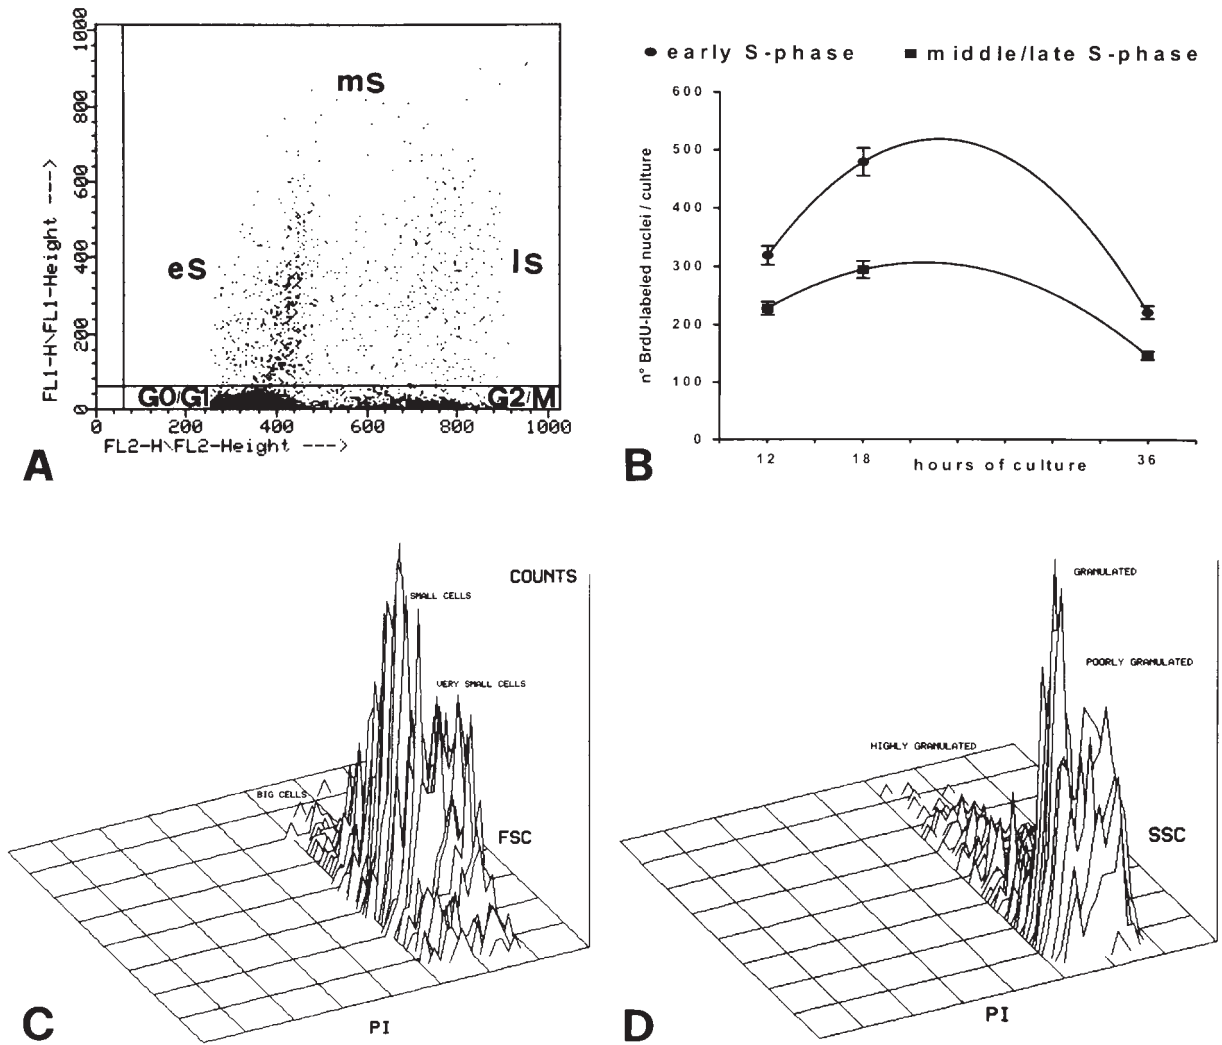 1000
800
600
400
200
0
FL1-H\FL1-Height --->
mS
eS
lS
G0/G1
G2/M
0 200 400 600 800 1000
FL2-H\FL2-Height --->
A
early S-phase middle/late S-phase
600
500
400
300
200
100
0
n° BrdU-labeled nuclei / culture
12 18 36
hours of culture
B
COUNTS
SMALL CELLS
VERY SMALL CELLS
BIG CELLS
FSC
PI
C
GRANULATED
POORLY GRANULATED
HIGHLY GRANULATED
SSC
PI
D